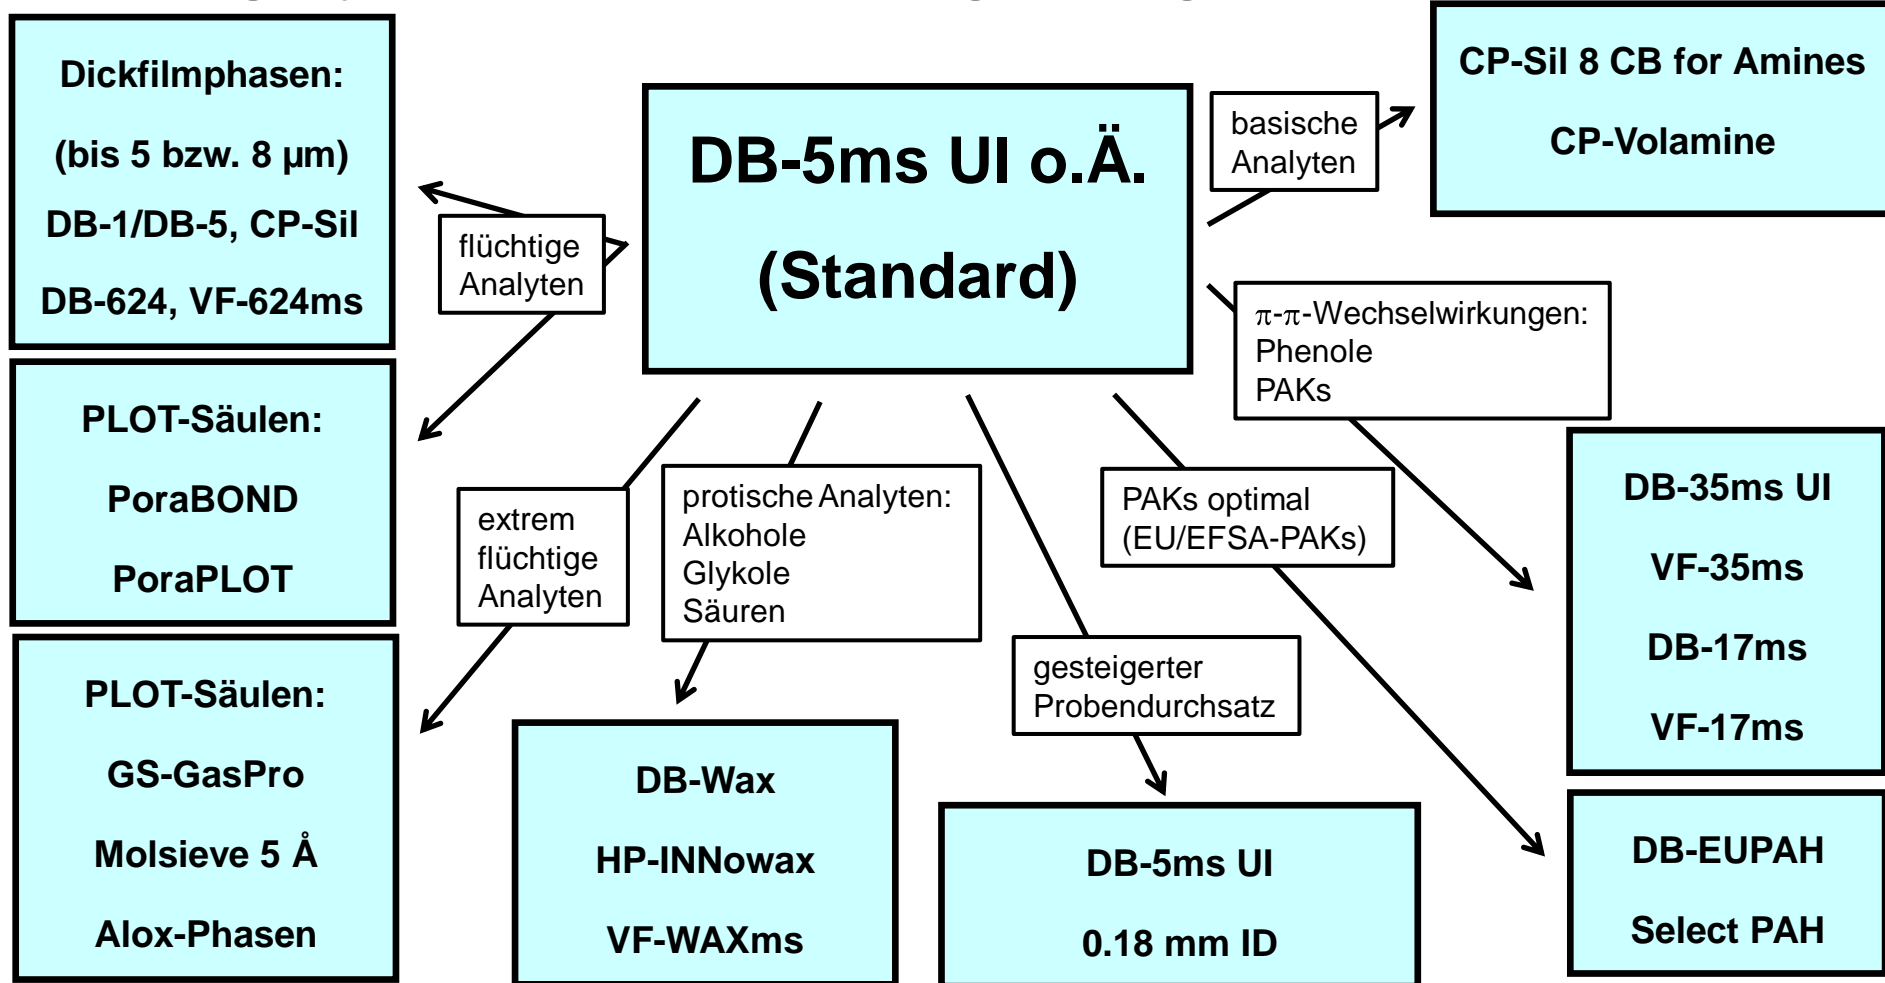 Dickfilmphasen:
(bis 5 bzw. 8 µm)
DB-1/DB-5, CP-Sil
DB-624, VF-624ms
PLOT-Säulen:
PoraBOND
PoraPLOT
PLOT-Säulen:
GS-GasPro
Molsieve 5 Å
Alox-Phasen
flüchtige
Analyten
DB-5ms UI o.Ä.
(Standard)
basische
Analyten
CP-Sil 8 CB for Amines
CP-Volamine
π-π-Wechselwirkungen:
Phenole
PAKs
extrem
flüchtige
Analyten
protische Analyten:
Alkohole
Glykole
Säuren
PAKs optimal
(EU/EFSA-PAKs)
gesteigerter
Probendurchsatz
DB-35ms UI
VF-35ms
DB-17ms
VF-17ms
DB-Wax
HP-INNowax
VF-WAXms
DB-5ms UI
0.18 mm ID
DB-EUPAH
Select PAH